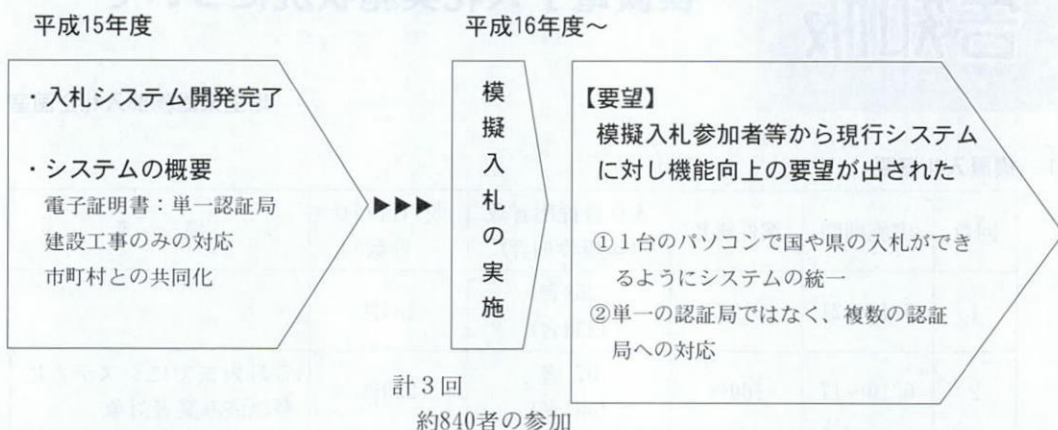 平成15年度
平成16年度〜
・入札システム開発完了
・システムの概要
電子証明書：単一認証局
建設工事のみの対応
市町村との共同化
▶▶▶
模擬入札の実施
【要望】
模擬入札参加者等から現行システム
に対し機能向上の要望が出された
①１台のパソコンで国や県の入札ができ
るようにシステムの統一
②単一の認証局ではなく、複数の認証
局への対応
計３回
約840者の参加